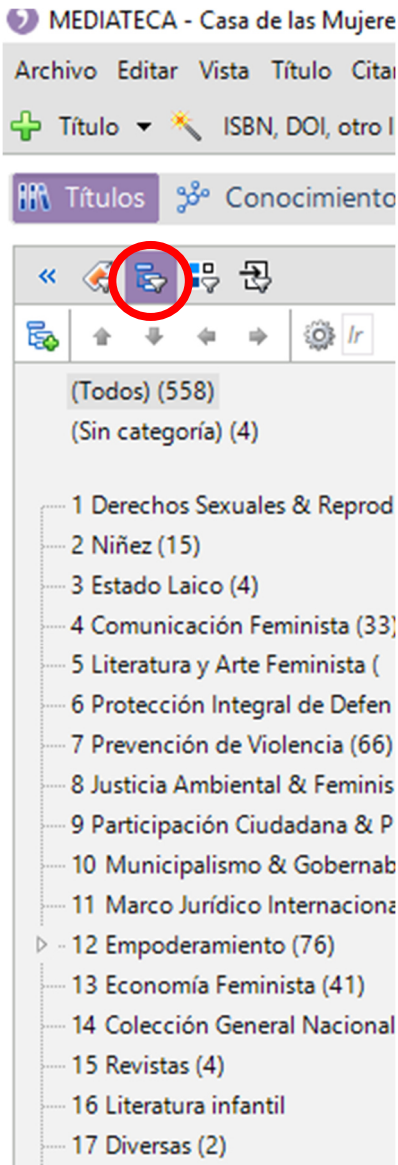 MEDIATECA - Casa de las Mujere
Archivo Editar Vista Título Citar
Título ISBN, DOI, otro I
Títulos Conocimiento
Ir
(Todos) (558)
(Sin categoría) (4)
1 Derechos Sexuales & Reprod
2 Niñez (15)
3 Estado Laico (4)
4 Comunicación Feminista (33)
5 Literatura y Arte Feminista (
6 Protección Integral de Defen
7 Prevención de Violencia (66)
8 Justicia Ambiental & Feminis
9 Participación Ciudadana & P
10 Municipalismo & Gobernab
11 Marco Jurídico Internaciona
12 Empoderamiento (76)
13 Economía Feminista (41)
14 Colección General Nacional
15 Revistas (4)
16 Literatura infantil
17 Diversas (2)